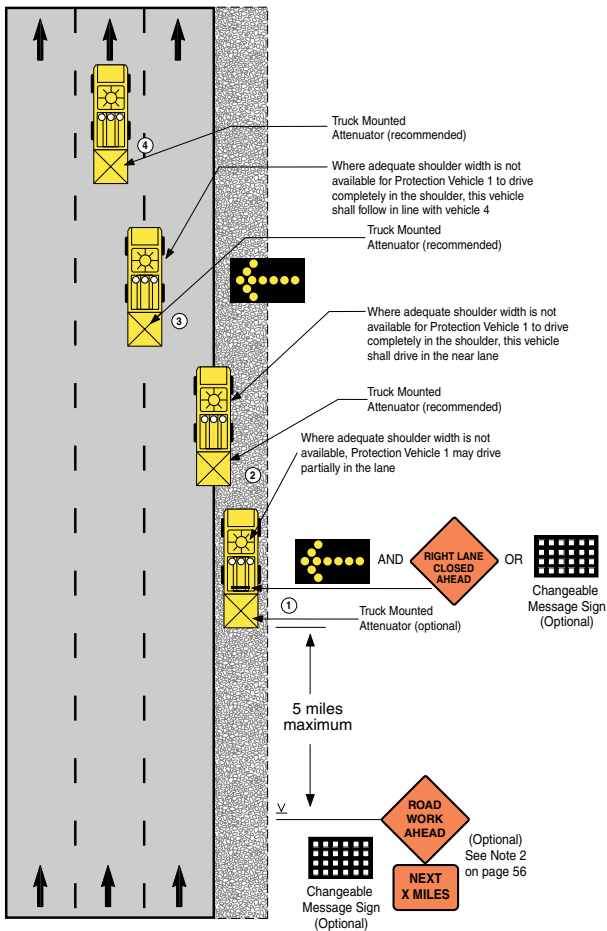 Truck Mounted
Attenuator (recommended)
4
Where adequate shoulder width is not
available for Protection Vehicle 1 to drive
completely in the shoulder, this vehicle
shall follow in line with vehicle 4
Truck Mounted
Attenuator (recommended)
3
Where adequate shoulder width is not
available for Protection Vehicle 1 to drive
completely in the shoulder, this vehicle
shall drive in the near lane
Truck Mounted
Attenuator (recommended)
Where adequate shoulder width is not
available, Protection Vehicle 1 may drive
partially in the lane
2
AND
RIGHT LANE
CLOSED
AHEAD
OR
Changeable
Message Sign
(Optional)
1
Truck Mounted
Attenuator (optional)
5 miles
maximum
V
ROAD
WORK
AHEAD
(Optional)
See Note 2
on page 56
NEXT
X MILES
Changeable
Message Sign
(Optional)